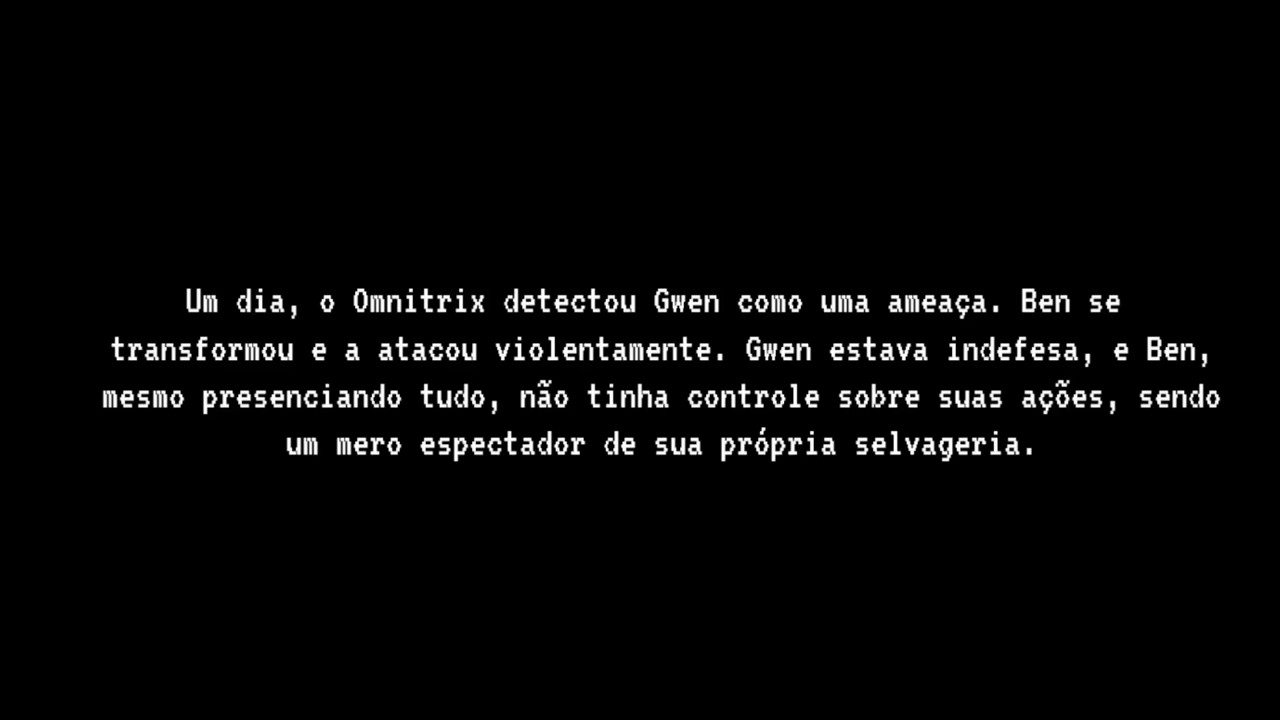 Um dia, o Omnitrix detectou Gwen como uma ameaça. Ben se
transformou e a atacou violentamente. Gwen estava indefesa, e Ben,
mesmo presenciando tudo, não tinha controle sobre suas ações, sendo
um mero espectador de sua própria selvageria.